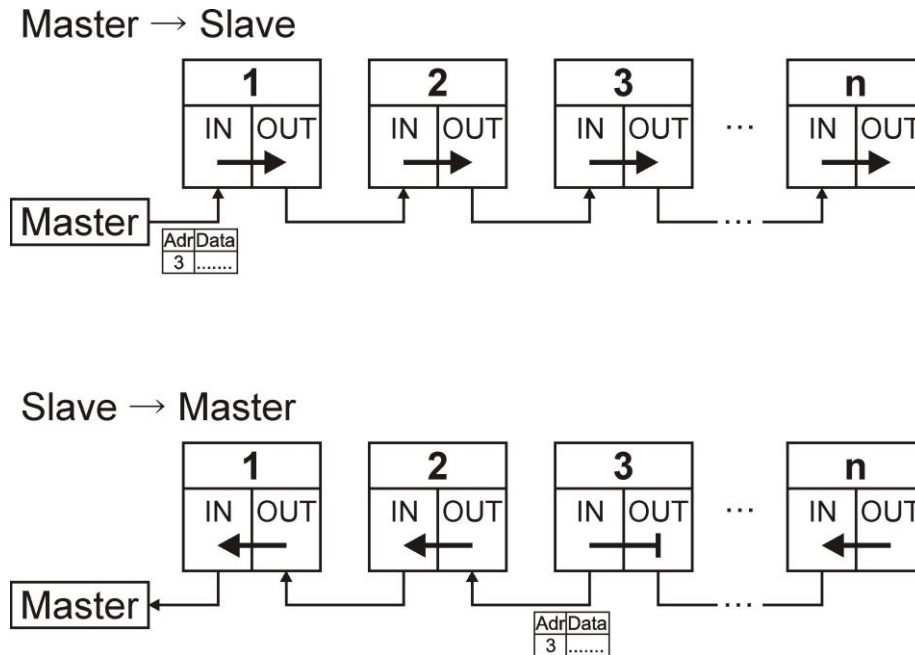 Master → Slave
1 2 3 n
IN OUT IN OUT IN OUT ... IN OUT
Master ...
Adr Data
3 .......
Slave → Master
1 2 3 n
IN OUT IN OUT IN OUT ... IN OUT
Master ...
Adr Data
3 .......